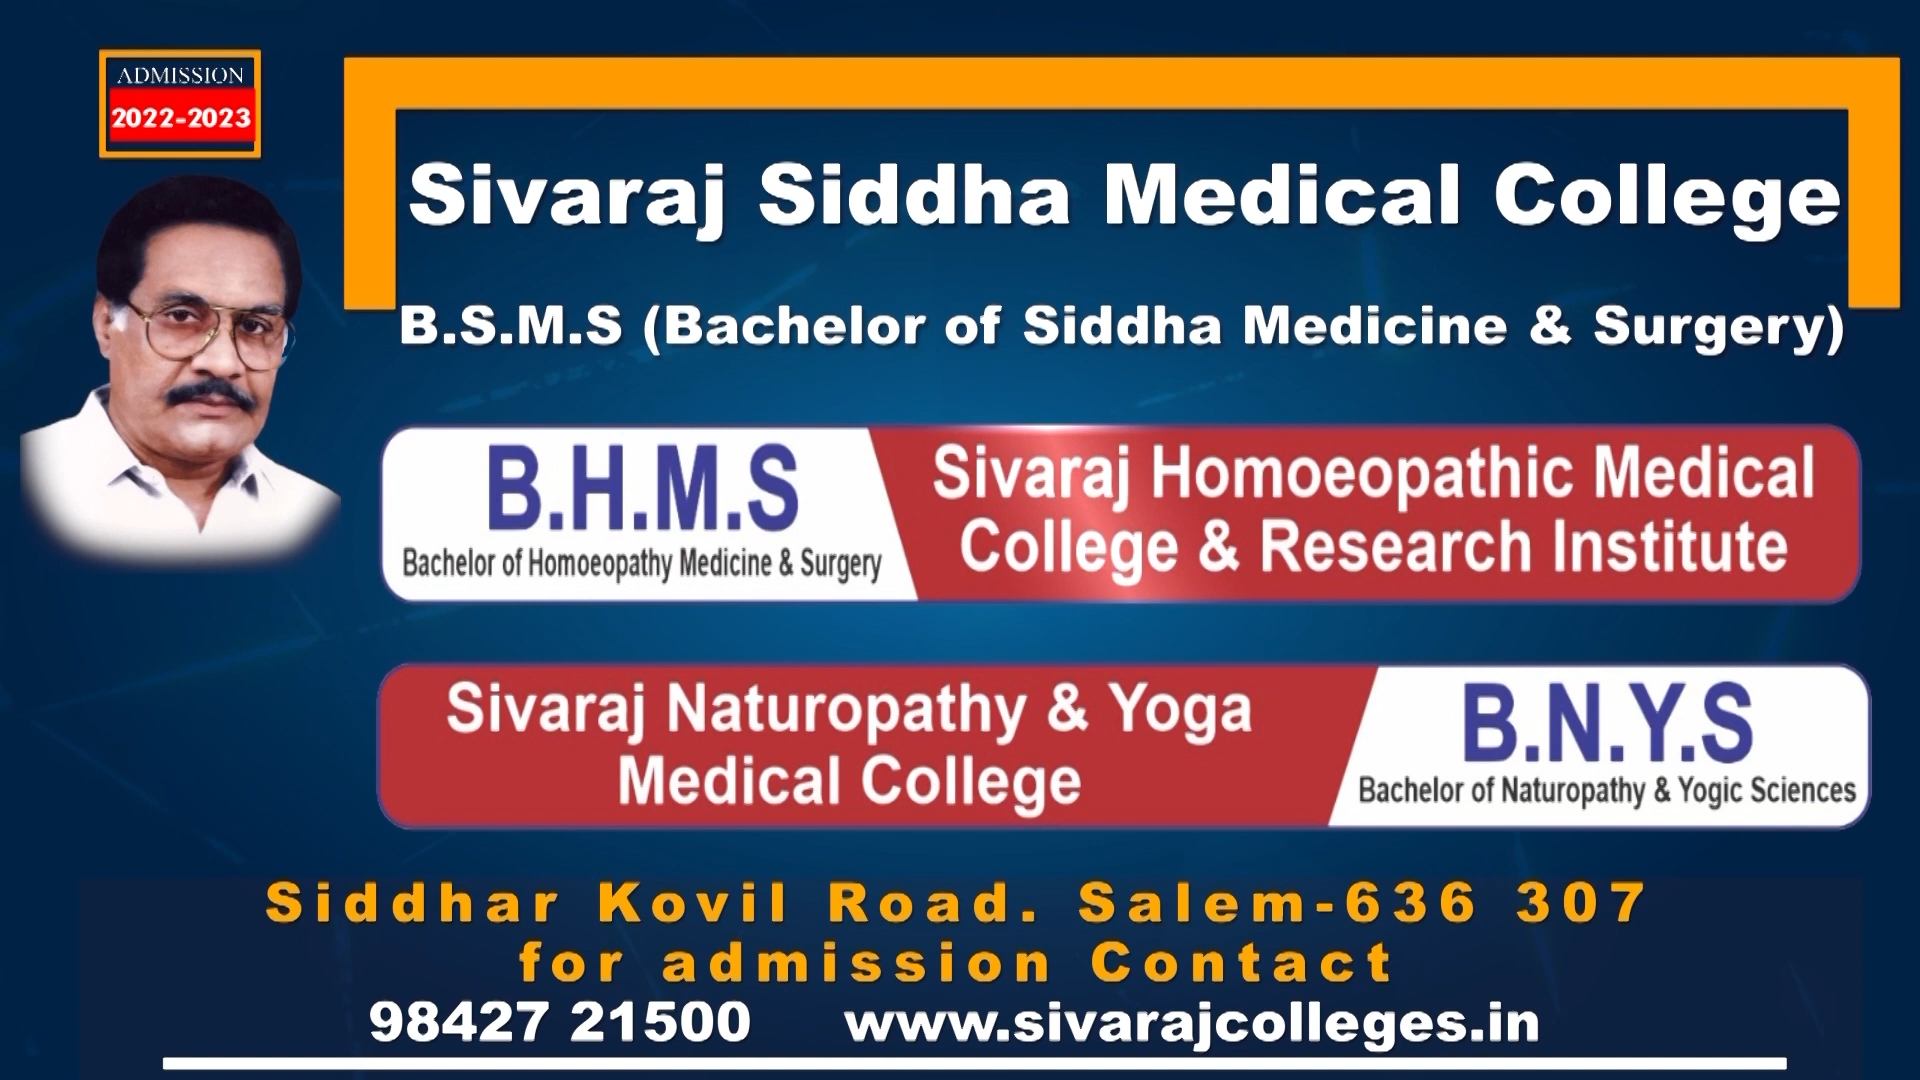 ADMISSION
2022-2023
Sivaraj Siddha Medical College
B.S.M.S (Bachelor of Siddha Medicine & Surgery)
B.H.M.S
Bachelor of Homoeopathy Medicine & Surgery
Sivaraj Homoeopathic Medical
College & Research Institute
Sivaraj Naturopathy & Yoga
Medical College
B.N.Y.S
Bachelor of Naturopathy & Yogic Sciences
Siddhar Kovil Road. Salem-636 307
for admission Contact
98427 21500 www.sivarajcolleges.in